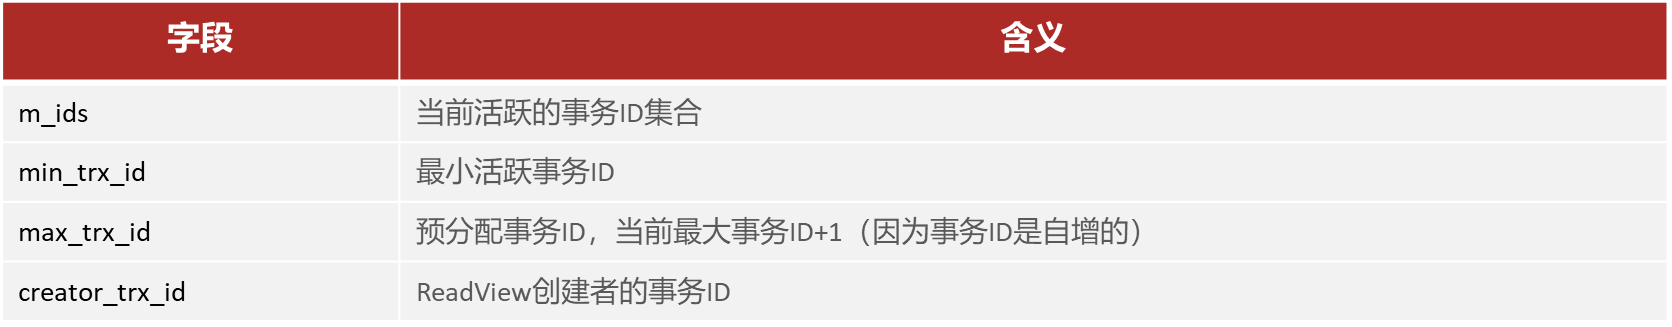 字段 含义
m_ids 当前活跃的事务ID集合
min_trx_id 最小活跃事务ID
max_trx_id 预分配事务ID，当前最大事务ID+1（因为事务ID是自增的）
creator_trx_id ReadView创建者的事务ID